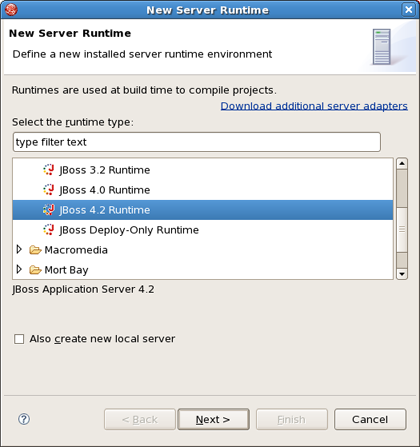 New Server Runtime
New Server Runtime
Define a new installed server runtime environment
Runtimes are used at build time to compile projects.
Download additional server adapters
Select the runtime type:
type filter text
JBoss 3.2 Runtime
JBoss 4.0 Runtime
JBoss 4.2 Runtime
JBoss Deploy-Only Runtime
Macromedia
Mort Bay
JBoss Application Server 4.2
Also create new local server
? < Back Next > Finish Cancel